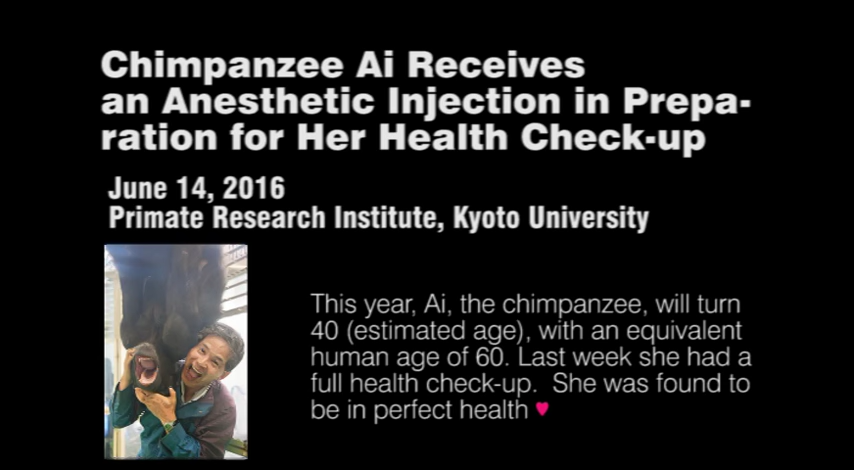 Chimpanzee Ai Receives
an Anesthetic Injection in Prepa-
ration for Her Health Check-up
June 14, 2016
Primate Research Institute, Kyoto University
This year, Ai, the chimpanzee, will turn
40 (estimated age), with an equivalent
human age of 60. Last week she had a
full health check-up.  She was found to
be in perfect health ♥